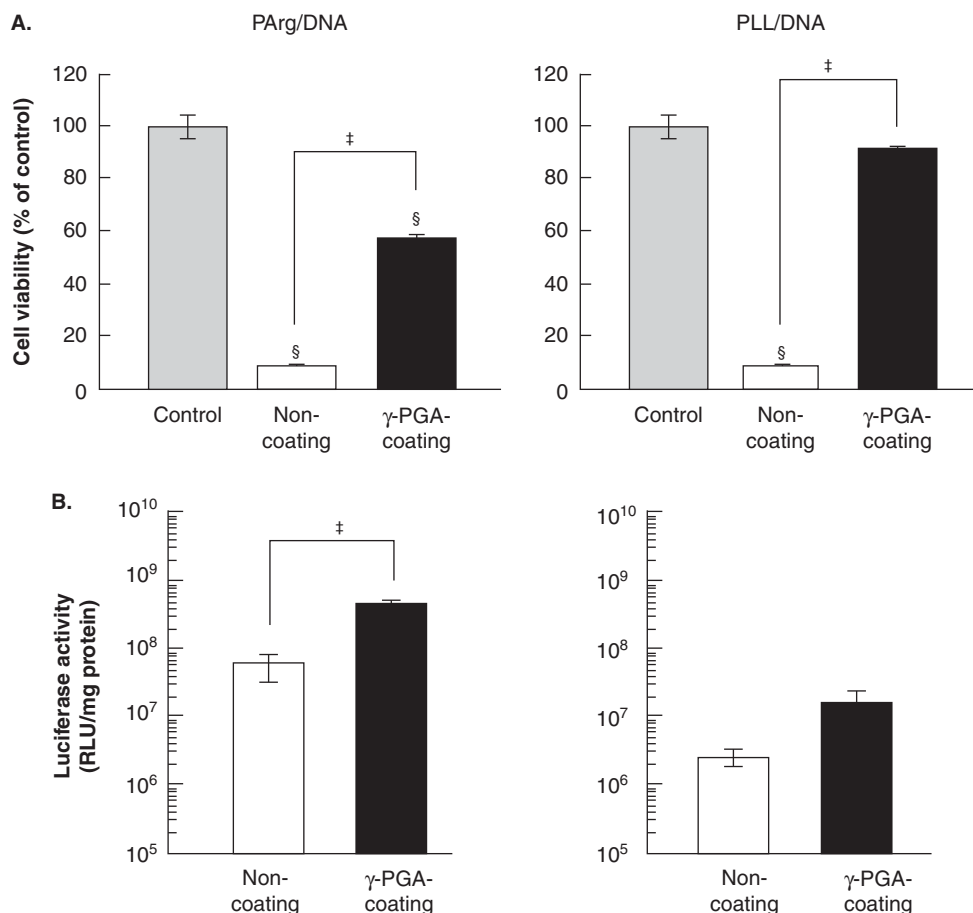 A.
PArg/DNA
PLL/DNA
Cell viability (% of control)
120
100
80
60
40
20
0
‡
§
§
Control
Non-
coating
γ-PGA-
coating
120
100
80
60
40
20
0
‡
§
Control
Non-
coating
γ-PGA-
coating
B.
Luciferase activity
(RLU/mg protein)
10¹⁰
10⁹
10⁸
10⁷
10⁶
10⁵
‡
Non-
coating
γ-PGA-
coating
10¹⁰
10⁹
10⁸
10⁷
10⁶
10⁵
Non-
coating
γ-PGA-
coating